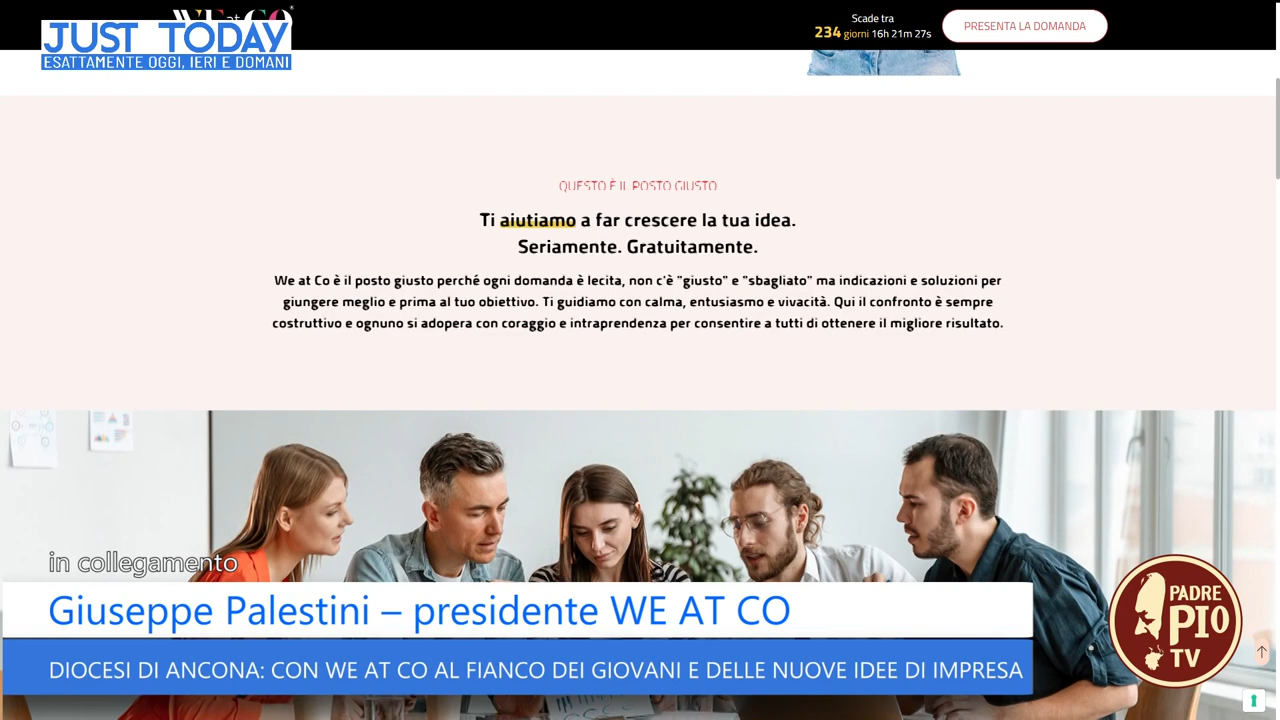 WE at CO
JUST TODAY
ESATTAMENTE OGGI, IERI E DOMANI
Scade tra
234 giorni 16h 21m 27s
PRESENTA LA DOMANDA
QUESTO È IL POSTO GIUSTO
Ti aiutiamo a far crescere la tua idea.
Seriamente. Gratuitamente.
We at Co è il posto giusto perché ogni domanda è lecita, non c'è "giusto" e "sbagliato" ma indicazioni e soluzioni per
giungere meglio e prima al tuo obiettivo. Ti guidiamo con calma, entusiasmo e vivacità. Qui il confronto è sempre
costruttivo e ognuno si adopera con coraggio e intraprendenza per consentire a tutti di ottenere il migliore risultato.
in collegamento
Giuseppe Palestini – presidente WE AT CO
DIOCESI DI ANCONA: CON WE AT CO AL FIANCO DEI GIOVANI E DELLE NUOVE IDEE DI IMPRESA
PADRE
PIO
TV